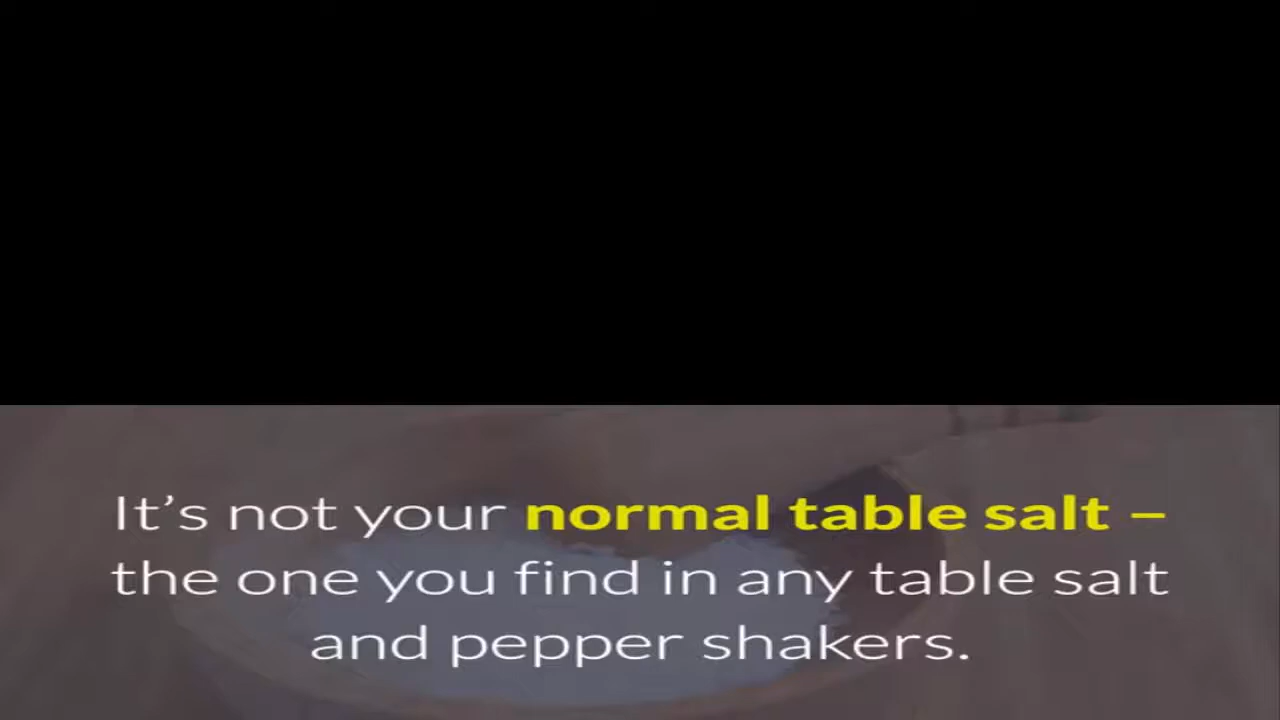 It’s not your normal table salt –
the one you find in any table salt
and pepper shakers.